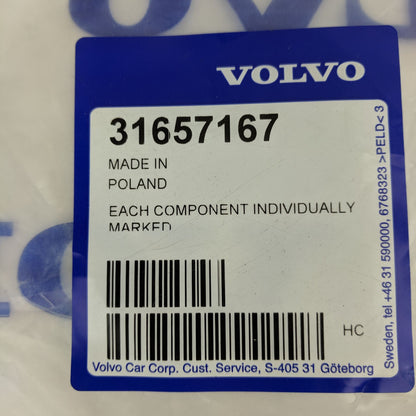 VOLVO
31657167
MADE IN
POLAND
EACH COMPONENT INDIVIDUALLY
MARKED
HC
Volvo Car Corp. Cust. Service, S-405 31 Göteborg
Sweden, tel +46 31 590000, 6768323 >PELD< 3